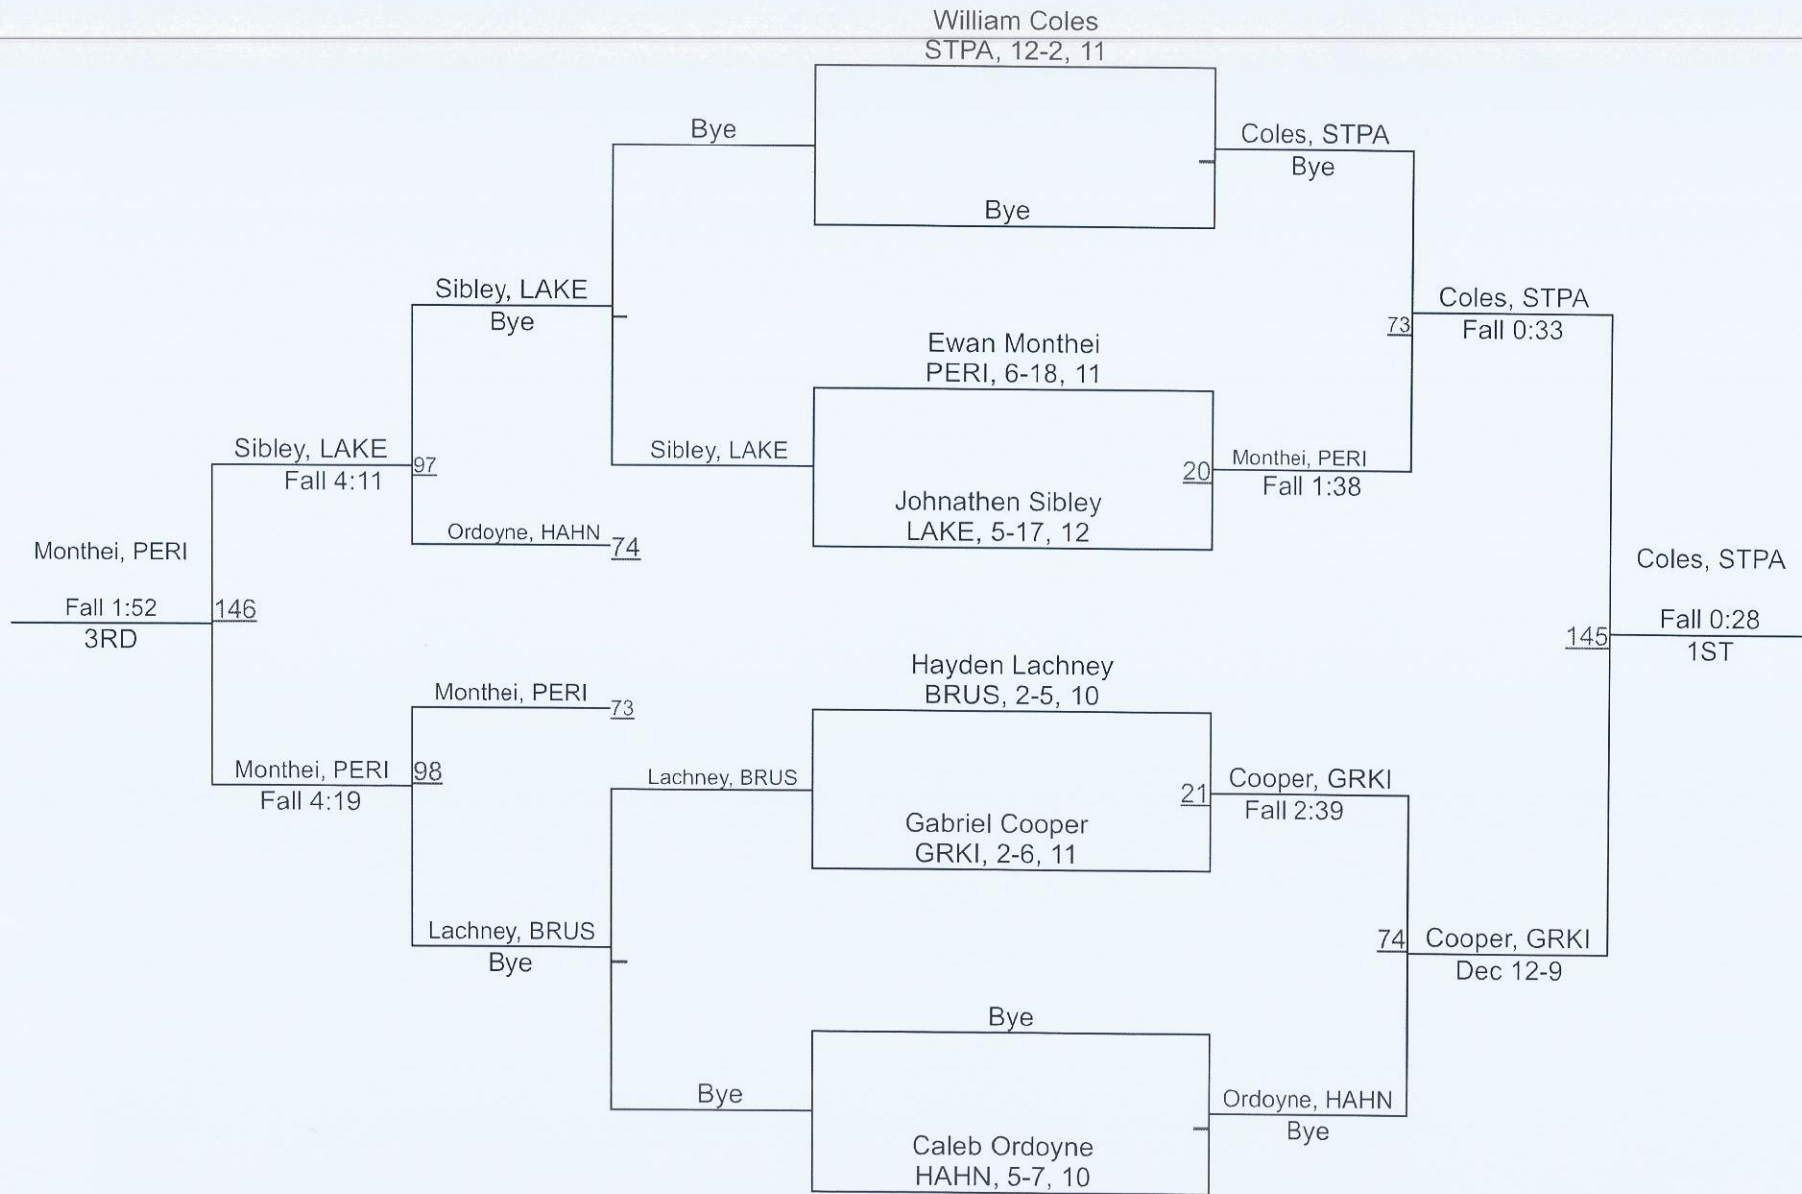 William Coles
STPA, 12-2, 11
Bye
Coles, STPA
Bye
Bye
Sibley, LAKE
Bye
Coles, STPA
73
Fall 0:33
Ewan Monthei
PERI, 6-18, 11
Sibley, LAKE
97
Fall 4:11
Sibley, LAKE
20
Monthei, PERI
Fall 1:38
Johnathen Sibley
LAKE, 5-17, 12
Ordoyne, HAHN
74
Monthei, PERI
Fall 1:52
146
3RD
Coles, STPA
Fall 0:28
145
1ST
Hayden Lachney
BRUS, 2-5, 10
Monthei, PERI
73
Monthei, PERI
98
Fall 4:19
Lachney, BRUS
21
Cooper, GRKI
Fall 2:39
Gabriel Cooper
GRKI, 2-6, 11
Lachney, BRUS
Bye
74
Cooper, GRKI
Dec 12-9
Bye
Bye
Ordoyne, HAHN
Bye
Caleb Ordoyne
HAHN, 5-7, 10